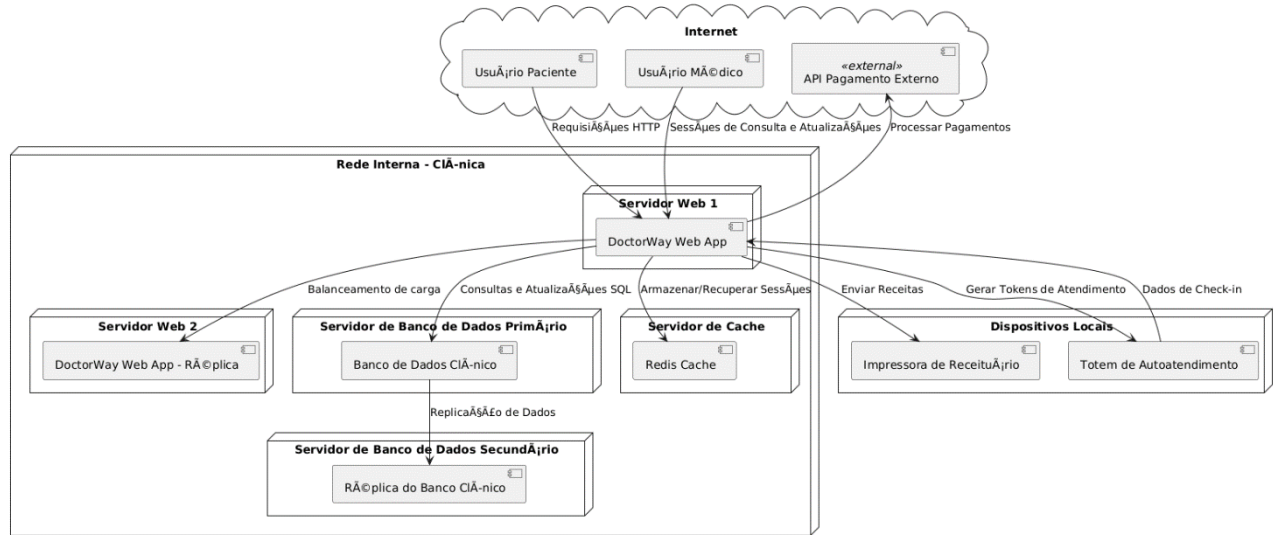 Internet
UsuÃ¡rio Paciente
UsuÃ¡rio MÃ©dico
«external»
API Pagamento Externo
RequisiÃ§Ãµes HTTP
SessÃµes de Consulta e AtualizaÃ§Ãµes
Processar Pagamentos
Rede Interna - ClÃ­nica
Servidor Web 1
DoctorWay Web App
Balanceamento de carga
Consultas e AtualizaÃ§Ãµes SQL
Armazenar/Recuperar SessÃµes
Enviar Receitas
Gerar Tokens de Atendimento
Dados de Check-in
Servidor Web 2
DoctorWay Web App - RÃ©plica
Servidor de Banco de Dados PrimÃ¡rio
Banco de Dados ClÃ­nico
Servidor de Cache
Redis Cache
Dispositivos Locais
Impressora de ReceituÃ¡rio
Totem de Autoatendimento
ReplicaÃ§Ã£o de Dados
Servidor de Banco de Dados SecundÃ¡rio
RÃ©plica do Banco ClÃ­nico